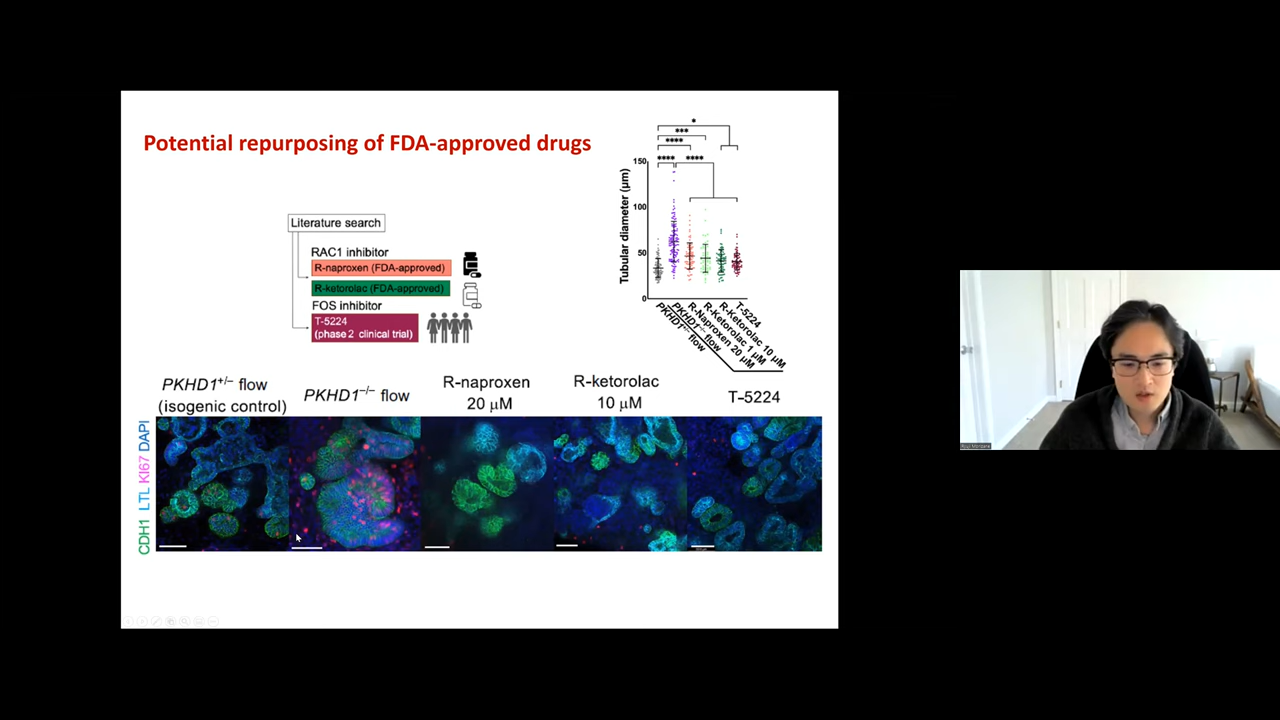 Potential repurposing of FDA-approved drugs
Literature search
RAC1 inhibitor
R-naproxen (FDA-approved)
R-ketorolac (FDA-approved)
FOS inhibitor
T-5224
(phase 2 clinical trial)
*
***
****
**** ****
Tubular diameter (µm)
150
100
50
0
PKHD1+/− flow
PKHD1−/− flow
R-Naproxen 20 µM
R-Ketorolac 1 µM
R-Ketorolac 10 µM
T-5224
PKHD1+/− flow
(isogenic control)
PKHD1−/− flow
R-naproxen
20 µM
R-ketorolac
10 µM
T-5224
CDH1 LTL KI67 DAPI